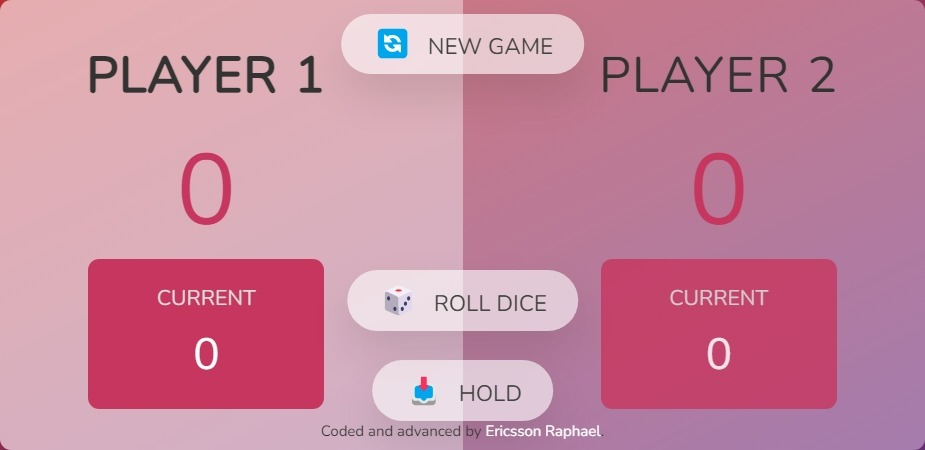 NEW GAME
PLAYER 1
PLAYER 2
0
0
CURRENT
0
CURRENT
0
ROLL DICE
HOLD
Coded and advanced by Ericsson Raphael.